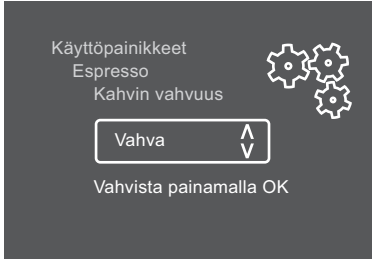 Käyttöpainikkeet
Espresso
Kahvin vahvuus
Vahva
Vahvista painamalla OK